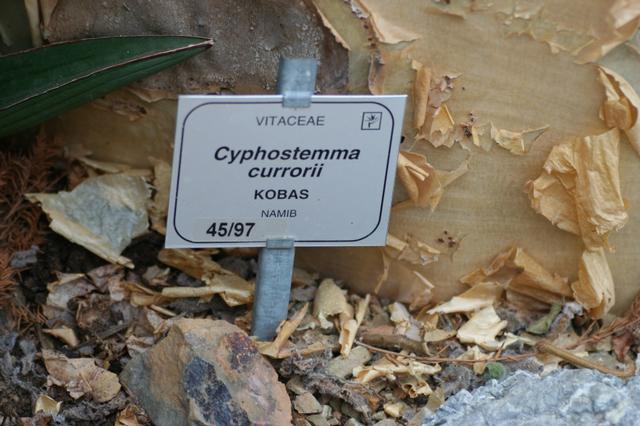 VITACEAE
Cyphostemma
currorii
KOBAS
NAMIB
45/97